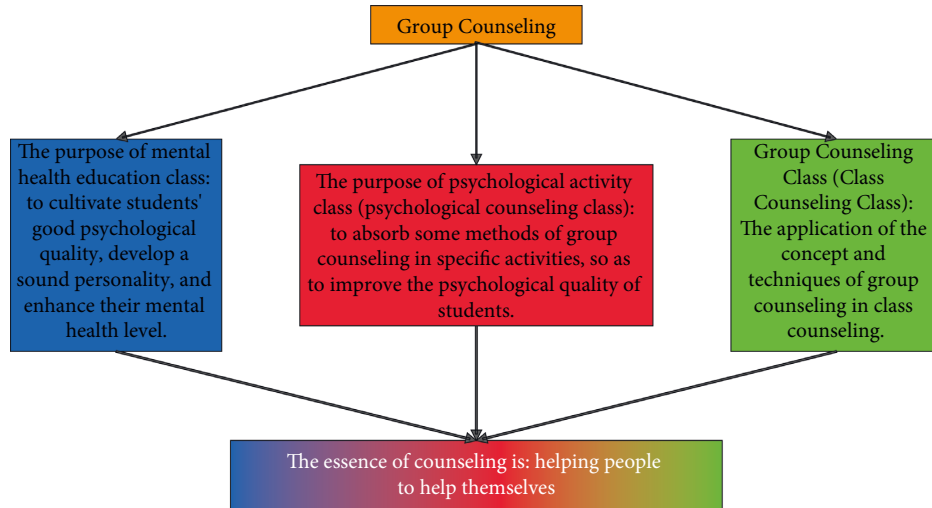 Group Counseling
The purpose of mental
health education class:
to cultivate students'
good psychological
quality, develop a
sound personality, and
enhance their mental
health level.
The purpose of psychological activity
class (psychological counseling class):
to absorb some methods of group
counseling in specific activities, so as
to improve the psychological quality of
students.
Group Counseling
Class (Class
Counseling Class):
The application of the
concept and
techniques of group
counseling in class
counseling.
The essence of counseling is: helping people
to help themselves